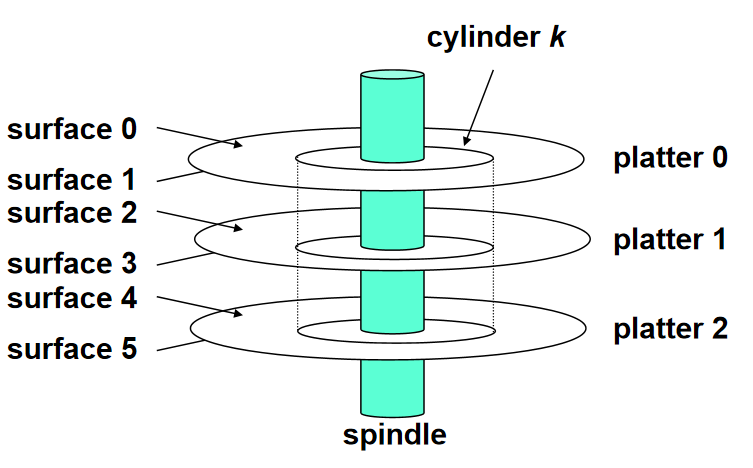 cylinder k
surface 0
platter 0
surface 1
surface 2
platter 1
surface 3
surface 4
platter 2
surface 5
spindle